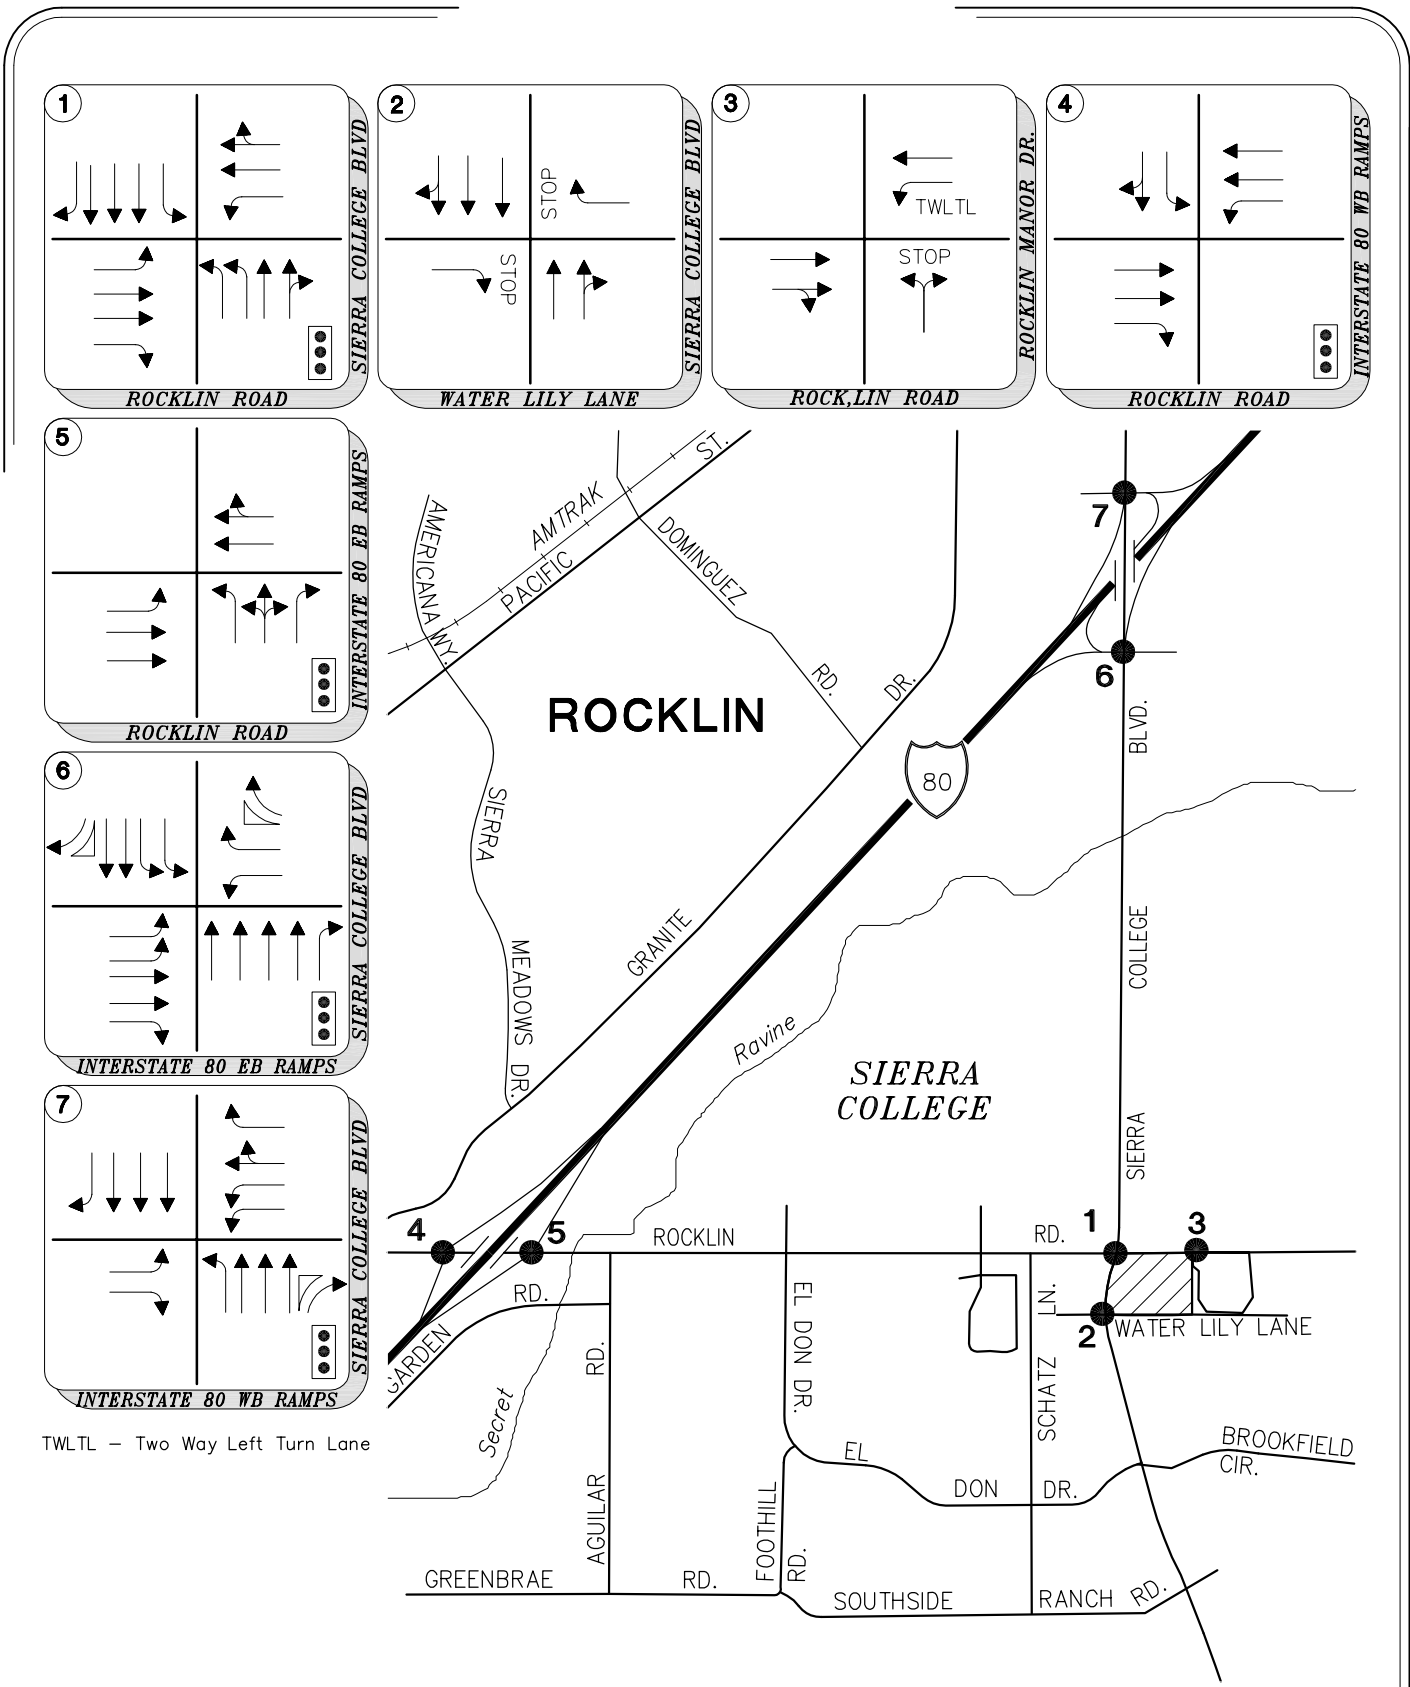 1
SIERRA COLLEGE BLVD
ROCKLIN ROAD
2
STOP
STOP
SIERRA COLLEGE BLVD
WATER LILY LANE
3
TWLTL
STOP
ROCKLIN MANOR DR.
ROCK,LIN ROAD
4
INTERSTATE 80 WB RAMPS
ROCKLIN ROAD
5
INTERSTATE 80 EB RAMPS
ROCKLIN ROAD
6
SIERRA COLLEGE BLVD
INTERSTATE 80 EB RAMPS
7
SIERRA COLLEGE BLVD
INTERSTATE 80 WB RAMPS
TWLTL – Two Way Left Turn Lane
AMERICANA WY.
AMTRAK
PACIFIC ST.
DOMINGUEZ RD.
ROCKLIN
SIERRA MEADOWS DR.
GRANITE DR.
80
7
6
SIERRA COLLEGE BLVD.
Secret Ravine
SIERRA
COLLEGE
4
5
ROCKLIN RD.
1
3
2
WATER LILY LANE
GARDEN RD.
AGUILAR RD.
EL DON DR.
SCHATZ LN.
EL DON DR.
BROOKFIELD
CIR.
FOOTHILL
RD.
GREENBRAE RD.
SOUTHSIDE RANCH RD.